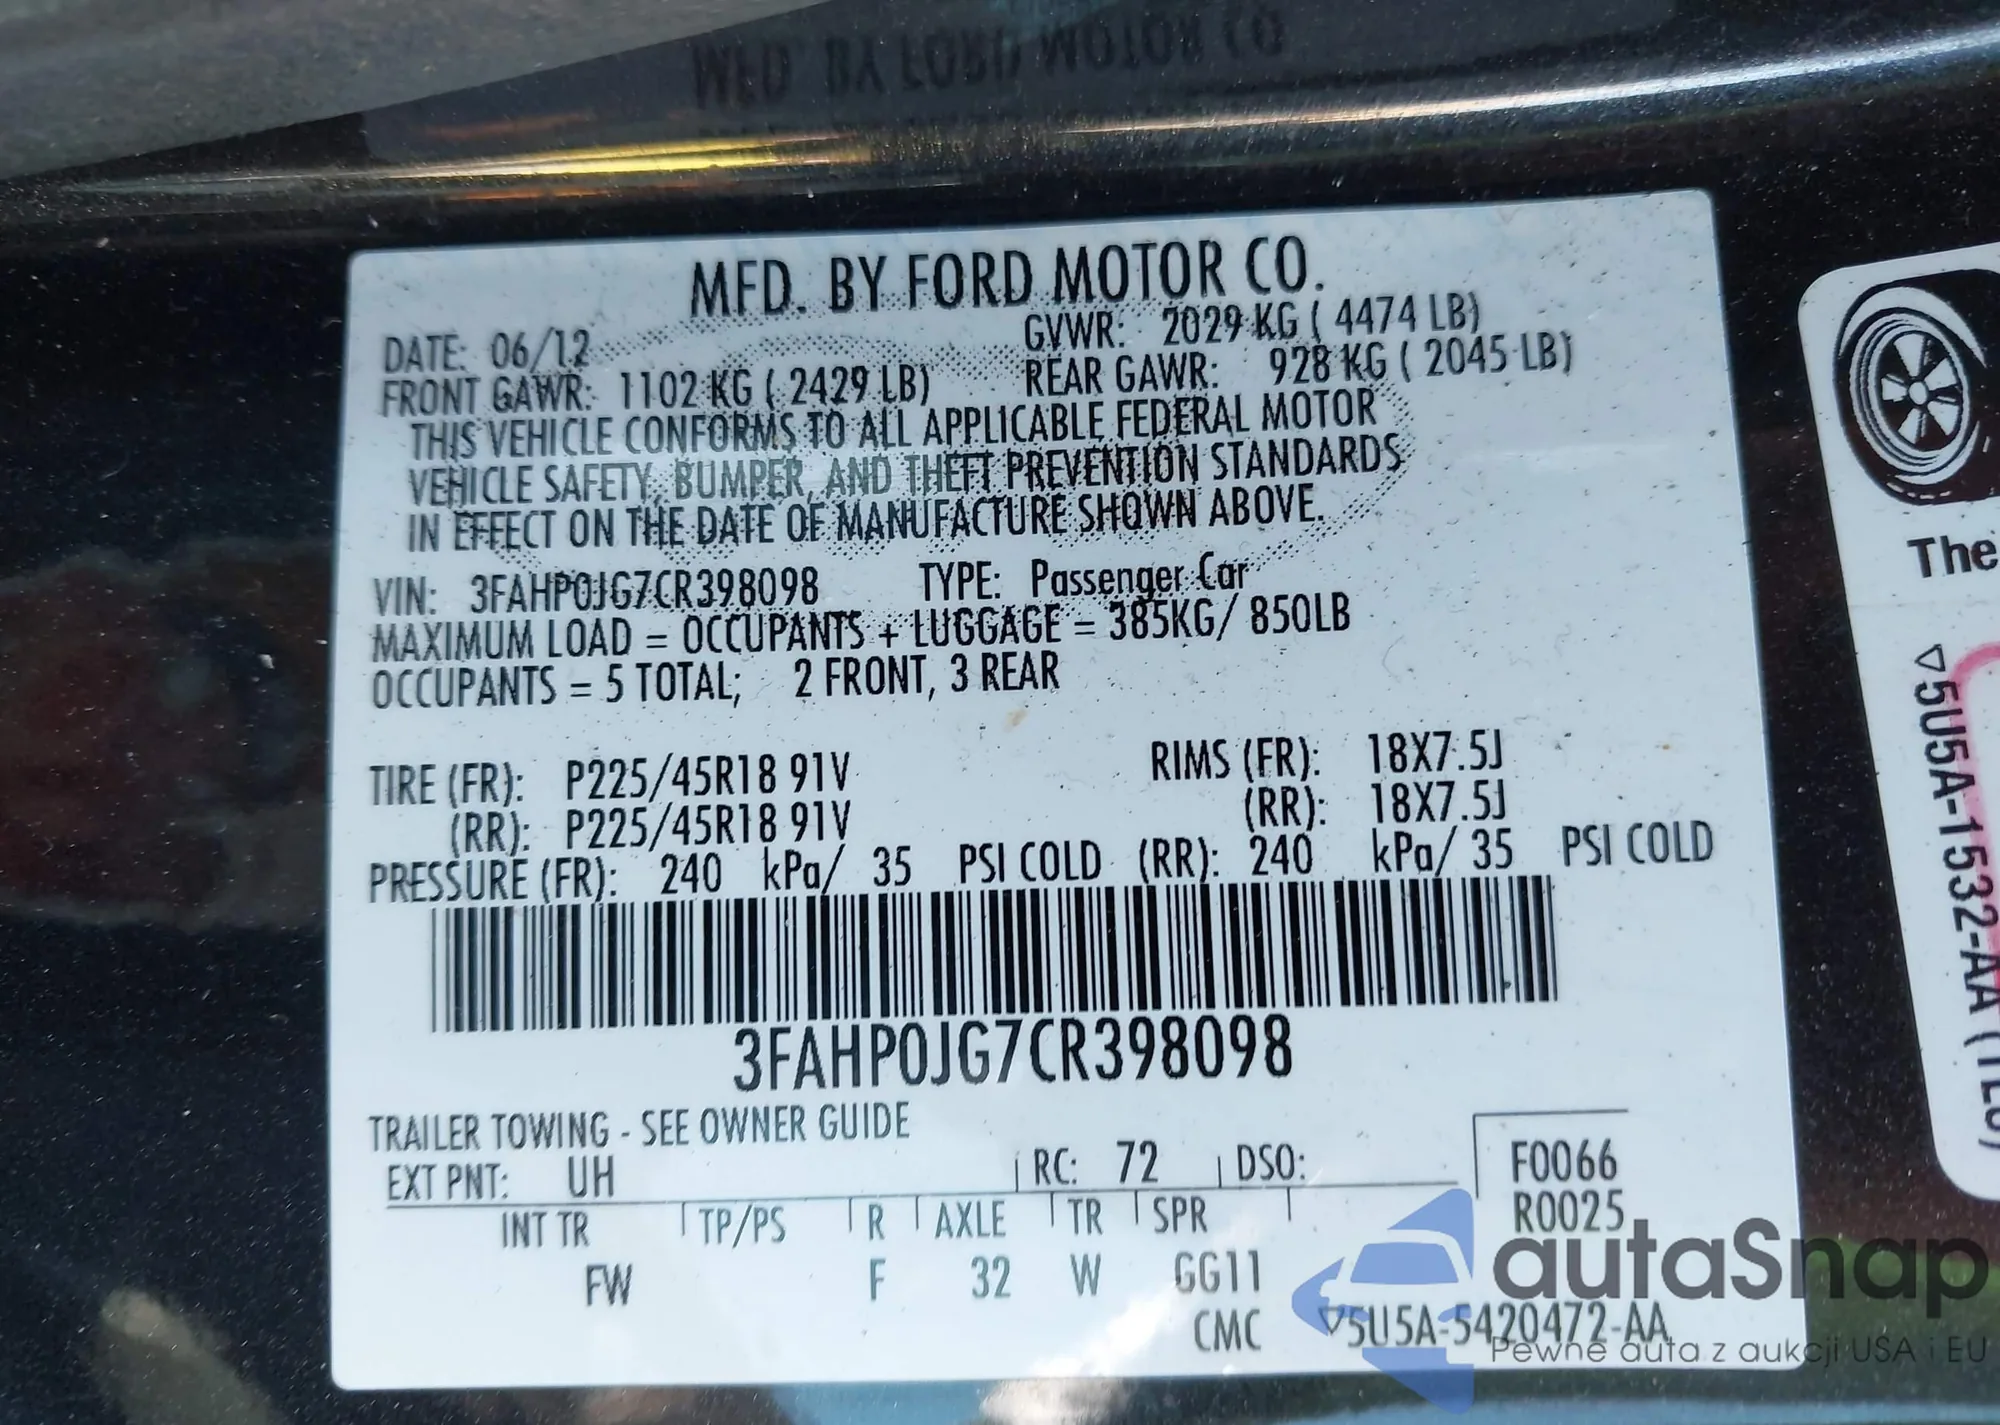 MFD. BY FORD MOTOR CO.
DATE: 06/12 GVWR: 2029 KG ( 4474 LB)
FRONT GAWR: 1102 KG ( 2429 LB) REAR GAWR: 928 KG ( 2045 LB)
THIS VEHICLE CONFORMS TO ALL APPLICABLE FEDERAL MOTOR
VEHICLE SAFETY, BUMPER, AND THEFT PREVENTION STANDARDS
IN EFFECT ON THE DATE OF MANUFACTURE SHOWN ABOVE.
VIN: 3FAHP0JG7CR398098 TYPE: Passenger Car
MAXIMUM LOAD = OCCUPANTS + LUGGAGE = 385KG/ 850LB
OCCUPANTS = 5 TOTAL; 2 FRONT, 3 REAR
TIRE (FR): P225/45R18 91V RIMS (FR): 18X7.5J
(RR): P225/45R18 91V (RR): 18X7.5J
PRESSURE (FR): 240 kPa/ 35 PSI COLD (RR): 240 kPa/ 35 PSI COLD
3FAHP0JG7CR398098
TRAILER TOWING - SEE OWNER GUIDE
EXT PNT: UH RC: 72 DSO: F0066
R0025
INT TR TP/PS R AXLE TR SPR
FW F 32 W GG11
CMC ▽5U5A-5420472-AA
The
▽5U5A-1532-AA
autaSnap
Pewne auta z aukcji USA i EU